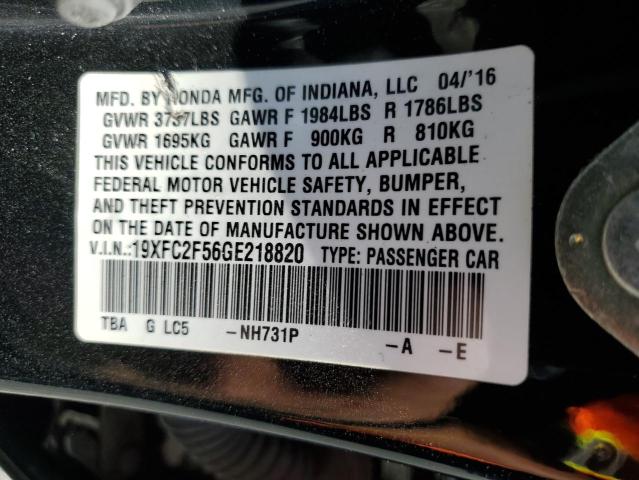 MFD. BY HONDA MFG. OF INDIANA, LLC 04/'16
GVWR 3737LBS GAWR F 1984LBS R 1786LBS
GVWR 1695KG GAWR F 900KG R 810KG
THIS VEHICLE CONFORMS TO ALL APPLICABLE
FEDERAL MOTOR VEHICLE SAFETY, BUMPER,
AND THEFT PREVENTION STANDARDS IN EFFECT
ON THE DATE OF MANUFACTURE SHOWN ABOVE.
V.I.N.:19XFC2F56GE218820 TYPE: PASSENGER CAR
TBA G LC5 -NH731P -A -E